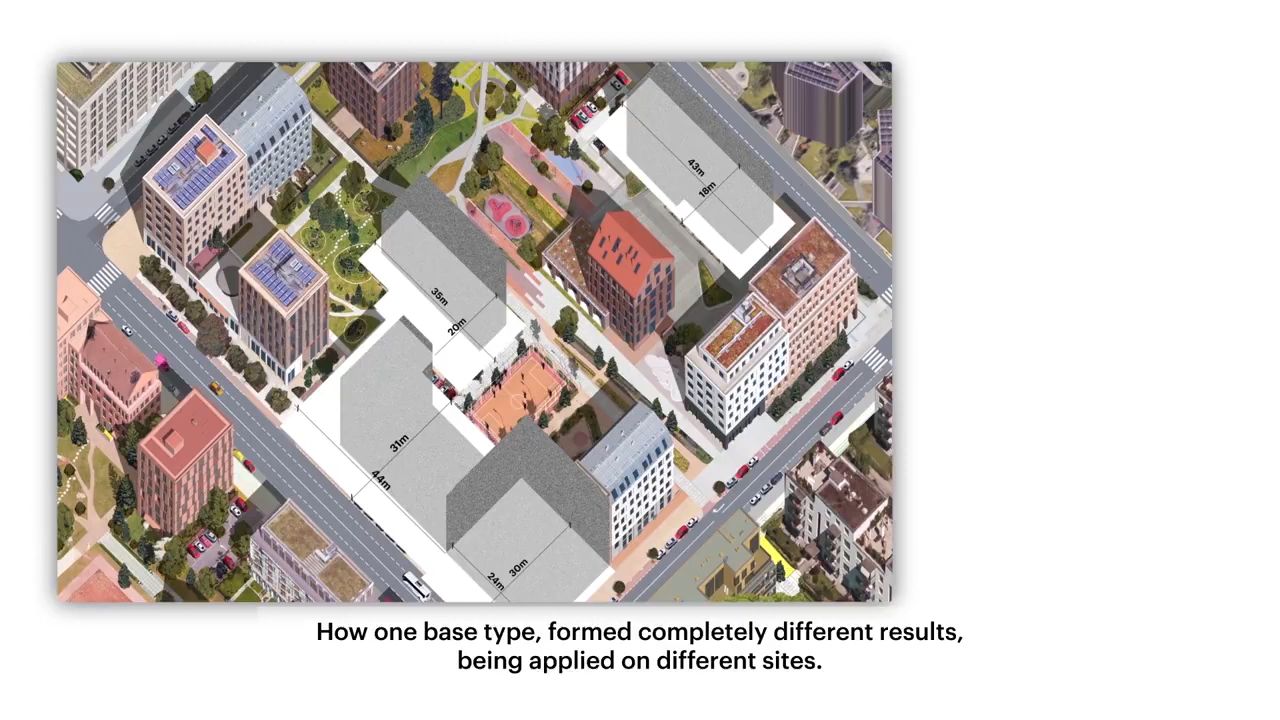 43m
18m
35m
20m
31m
44m
30m
24m
How one base type, formed completely different results,
being applied on different sites.